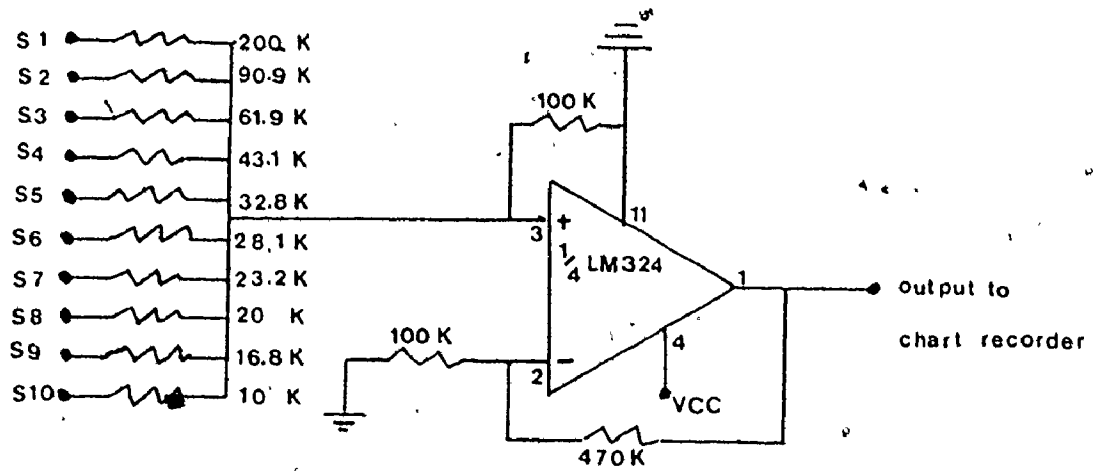 S1 200 K
S2 90.9 K
S3 61.9 K
S4 43.1 K
S5 32.8 K
S6 28.1 K
S7 23.2 K
S8 20 K
S9 16.8 K
S10 10 K
100 K
11
3
+
1/4 LM324
1
output to
chart recorder
100 K
2
−
4
VCC
470 K